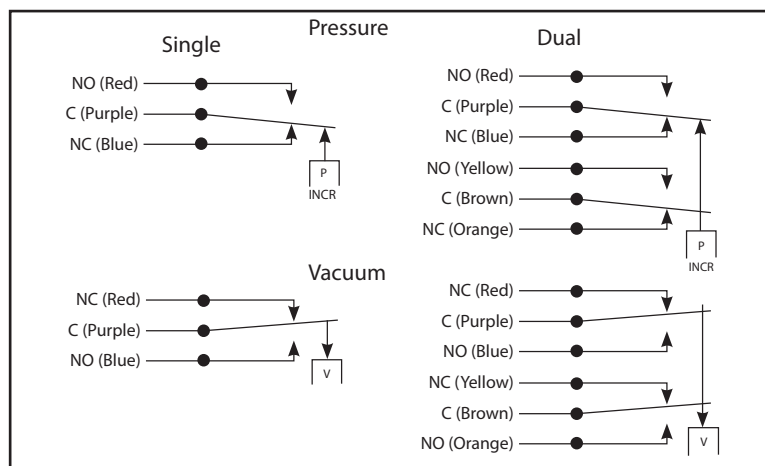 Pressure
Single
NO (Red)
C (Purple)
NC (Blue)
P
INCR
Dual
NO (Red)
C (Purple)
NC (Blue)
NO (Yellow)
C (Brown)
NC (Orange)
P
INCR
Vacuum
NC (Red)
C (Purple)
NO (Blue)
V
NC (Red)
C (Purple)
NO (Blue)
NC (Yellow)
C (Brown)
NO (Orange)
V